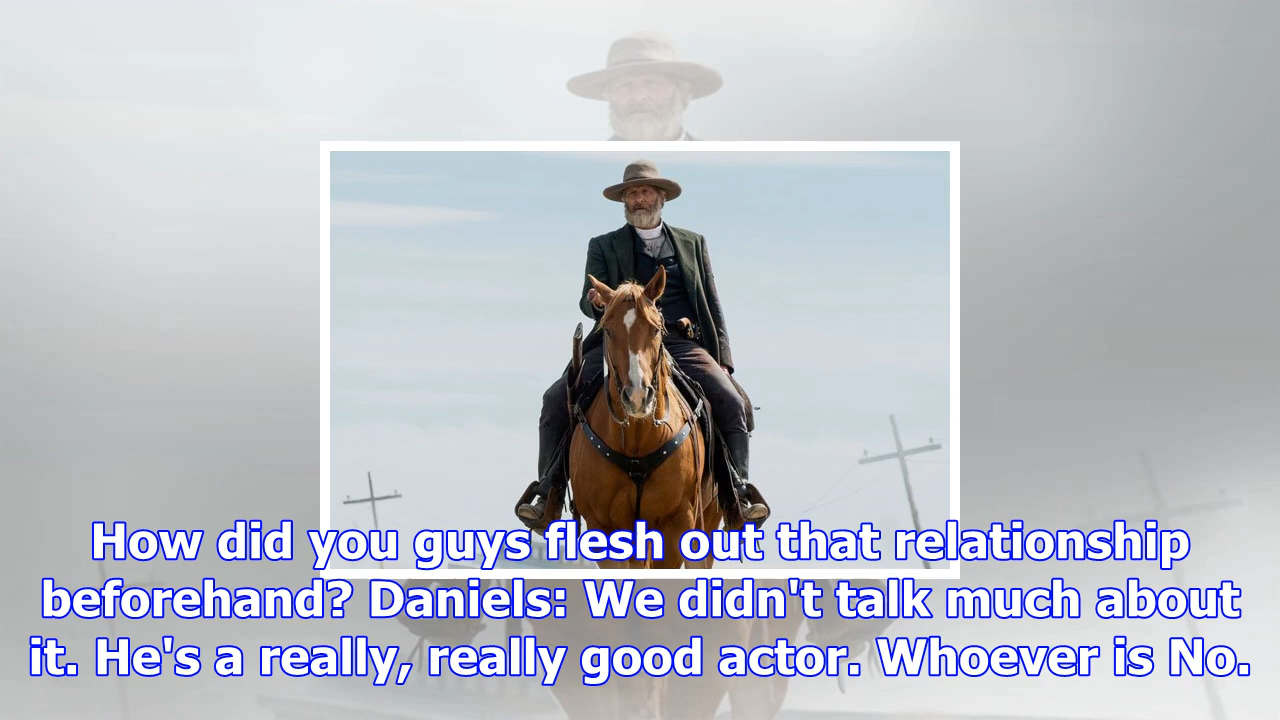 How did you guys flesh out that relationship
beforehand? Daniels: We didn't talk much about
it. He's a really, really good actor. Whoever is No.